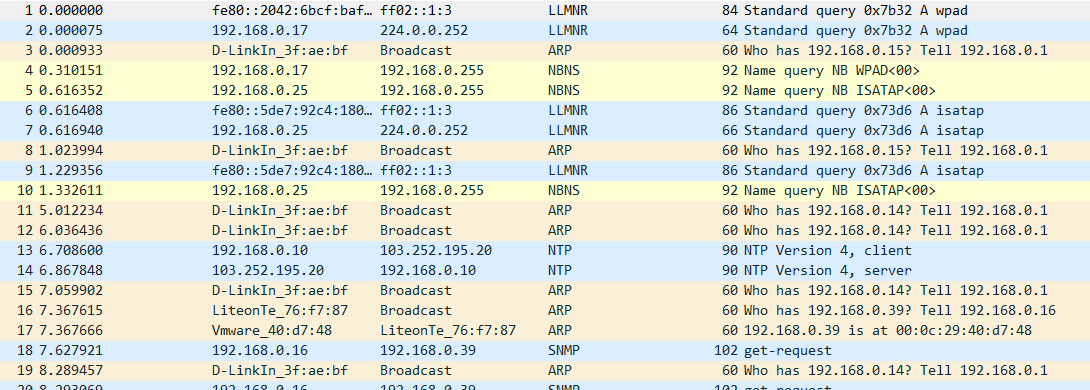 1 0.000000 fe80::2042:6bcf:baf… ff02::1:3 LLMNR 84 Standard query 0x7b32 A wpad
2 0.000075 192.168.0.17 224.0.0.252 LLMNR 64 Standard query 0x7b32 A wpad
3 0.000933 D-LinkIn_3f:ae:bf Broadcast ARP 60 Who has 192.168.0.15? Tell 192.168.0.1
4 0.310151 192.168.0.17 192.168.0.255 NBNS 92 Name query NB WPAD<00>
5 0.616352 192.168.0.25 192.168.0.255 NBNS 92 Name query NB ISATAP<00>
6 0.616408 fe80::5de7:92c4:180… ff02::1:3 LLMNR 86 Standard query 0x73d6 A isatap
7 0.616940 192.168.0.25 224.0.0.252 LLMNR 66 Standard query 0x73d6 A isatap
8 1.023994 D-LinkIn_3f:ae:bf Broadcast ARP 60 Who has 192.168.0.15? Tell 192.168.0.1
9 1.229356 fe80::5de7:92c4:180… ff02::1:3 LLMNR 86 Standard query 0x73d6 A isatap
10 1.332611 192.168.0.25 192.168.0.255 NBNS 92 Name query NB ISATAP<00>
11 5.012234 D-LinkIn_3f:ae:bf Broadcast ARP 60 Who has 192.168.0.14? Tell 192.168.0.1
12 6.036436 D-LinkIn_3f:ae:bf Broadcast ARP 60 Who has 192.168.0.14? Tell 192.168.0.1
13 6.708600 192.168.0.10 103.252.195.20 NTP 90 NTP Version 4, client
14 6.867848 103.252.195.20 192.168.0.10 NTP 90 NTP Version 4, server
15 7.059902 D-LinkIn_3f:ae:bf Broadcast ARP 60 Who has 192.168.0.14? Tell 192.168.0.1
16 7.367615 LiteonTe_76:f7:87 Broadcast ARP 60 Who has 192.168.0.39? Tell 192.168.0.16
17 7.367666 Vmware_40:d7:48 LiteonTe_76:f7:87 ARP 60 192.168.0.39 is at 00:0c:29:40:d7:48
18 7.627921 192.168.0.16 192.168.0.39 SNMP 102 get-request
19 8.289457 D-LinkIn_3f:ae:bf Broadcast ARP 60 Who has 192.168.0.14? Tell 192.168.0.1
20 8.293069 192.168.0.16 192.168.0.39 SNMP 102 get-request